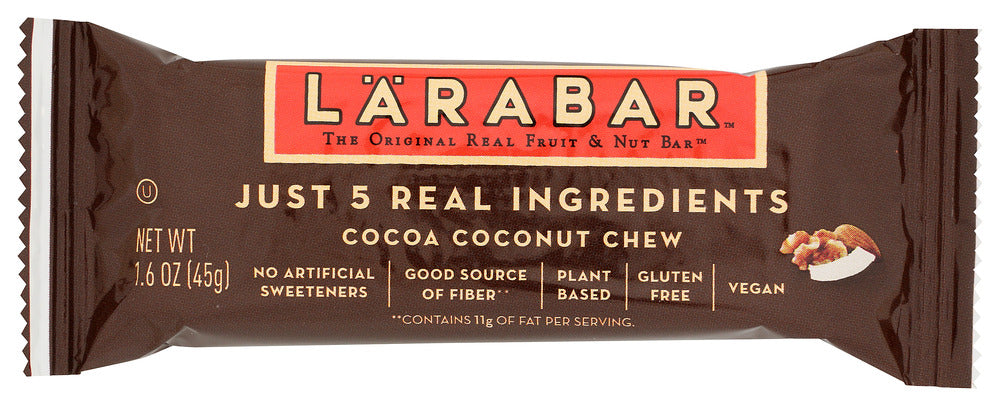 LÄRABAR™
The Original Real Fruit & Nut Bar™
JUST 5 REAL INGREDIENTS
COCOA COCONUT CHEW
U
NET WT
1.6 OZ (45g)
NO ARTIFICIAL
SWEETENERS
GOOD SOURCE
OF FIBER**
PLANT
BASED
GLUTEN
FREE
VEGAN
**CONTAINS 11g OF FAT PER SERVING.